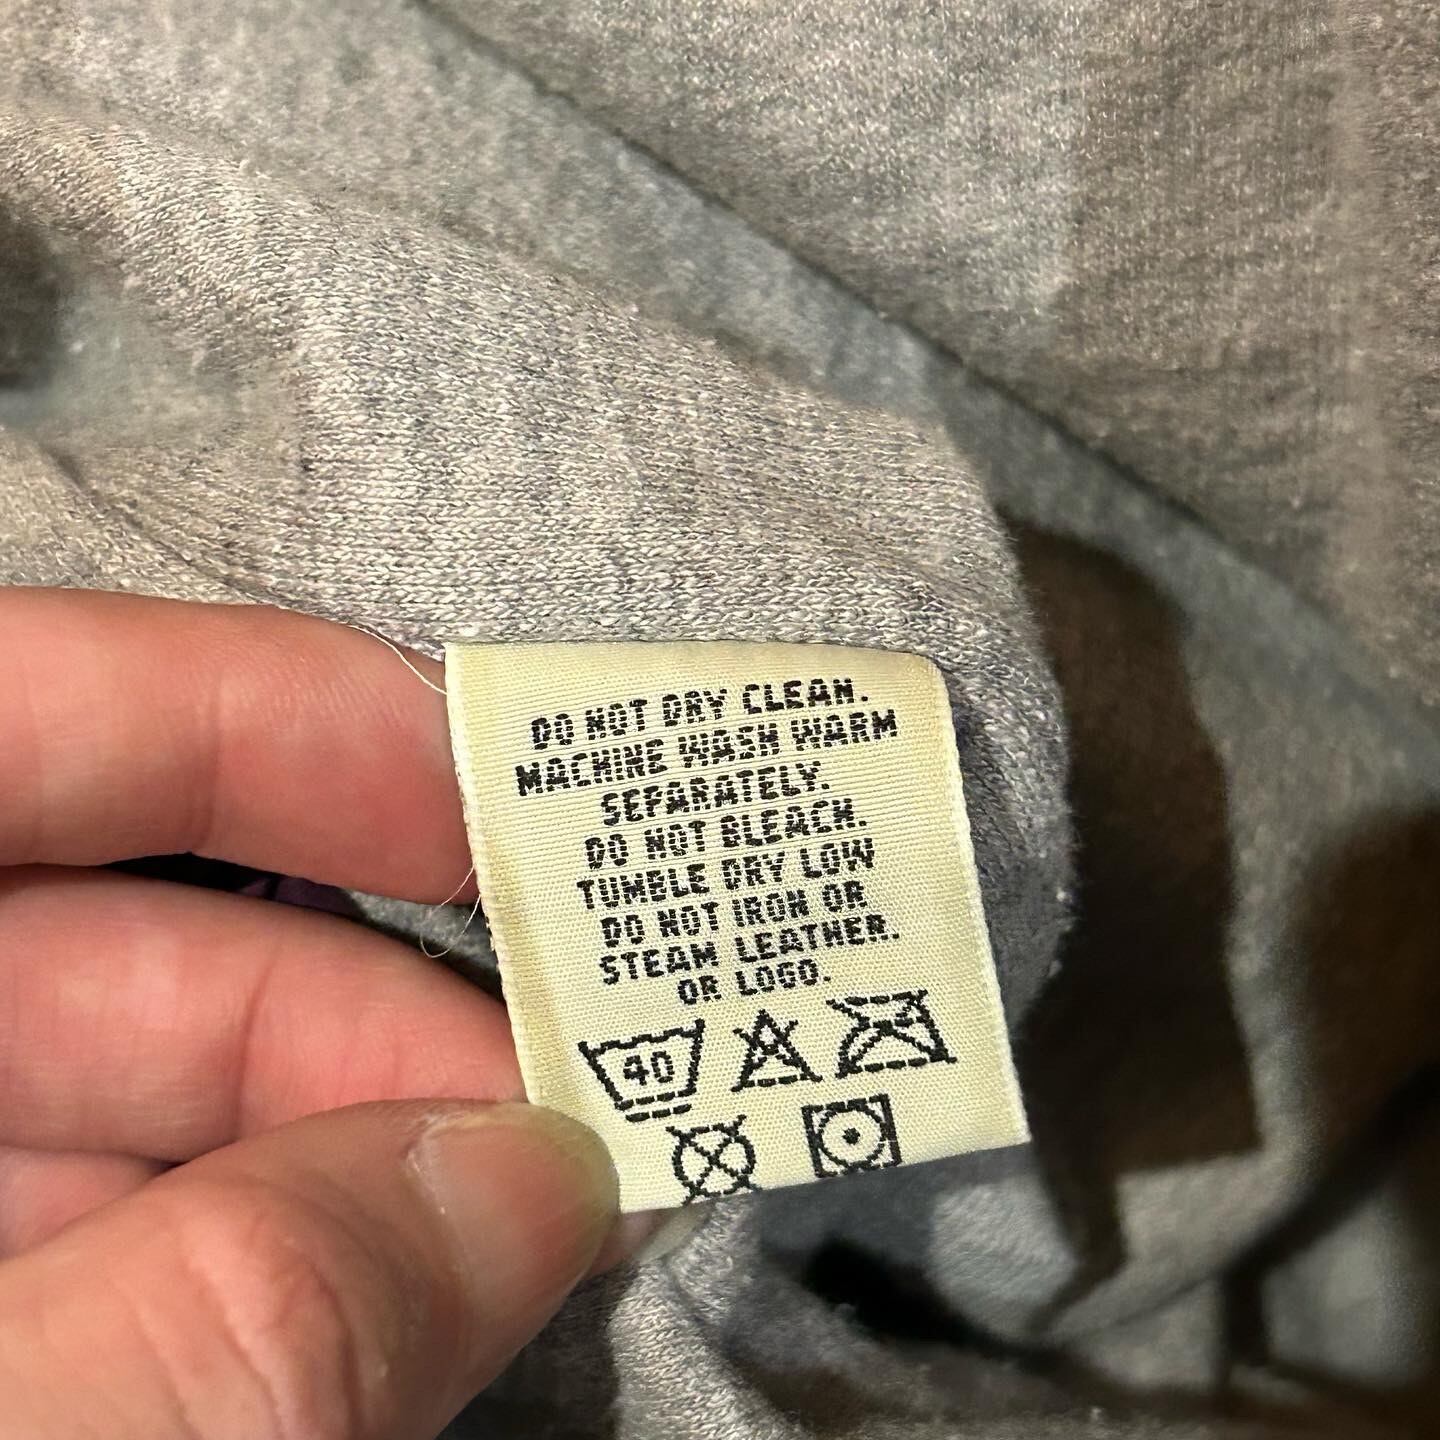 DO NOT DRY CLEAN.
MACHINE WASH WARM
SEPARATELY.
DO NOT BLEACH.
TUMBLE DRY LOW
DO NOT IRON OR
STEAM LEATHER.
OR LOGO.
40